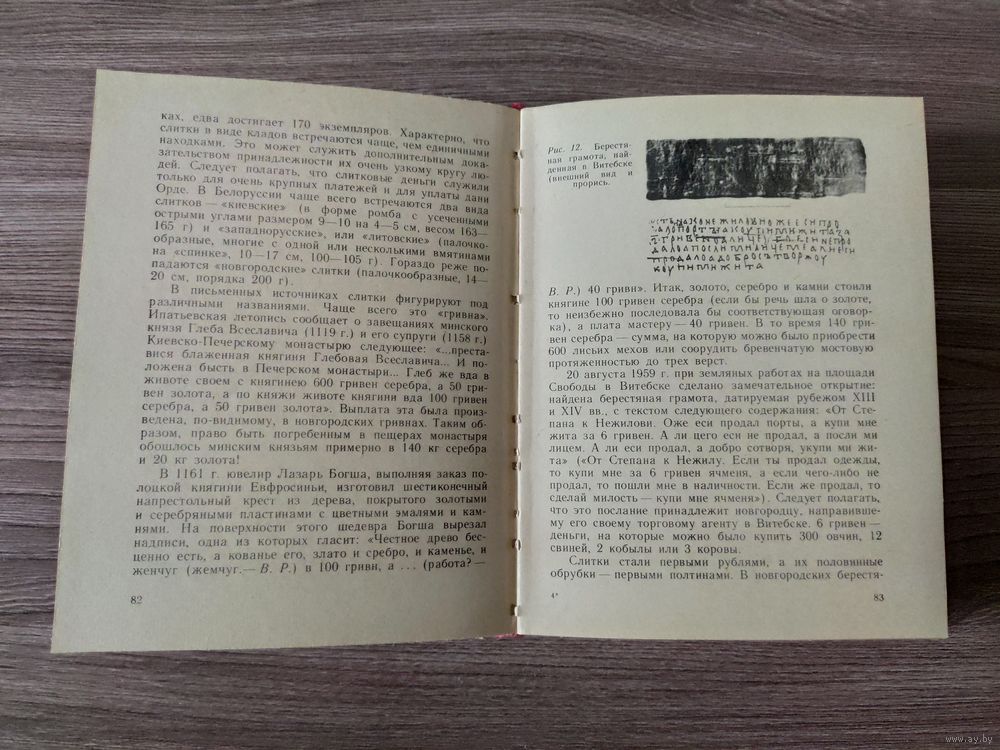 ках, едва достигает 170 экземпляров. Характерно, что
слитки в виде кладов встречаются чаще, чем единичными
находками. Это может служить дополнительным дока-
зательством принадлежности их очень узкому кругу лю-
дей. Следует полагать, что слитковые деньги служили
только для очень крупных платежей и для уплаты дани
Орде. В Белоруссии чаще всего встречаются два вида
слитков — «киевские» (в форме ромба с усеченными
острыми углами размером 9—10 на 4—5 см, весом 163—
165 г) и «западнорусские», или «литовские» (палочко-
образные, многие с одной или несколькими вмятинами
на «спинке», 10—17 см, 100—105 г). Гораздо реже по-
падаются «новгородские» слитки (палочкообразные, 14—
20 см, порядка 200 г).
В письменных источниках слитки фигурируют под
различными названиями. Чаще всего это «гривна».
Ипатьевская летопись сообщает о завещаниях минского
князя Глеба Всеславича (1119 г.) и его супруги (1158 г.)
Киевско-Печерскому монастырю следующее: «...преста-
вися блаженная княгиня Глебовая Всеславича... И по-
ложена бысть в Печерском монастыри... Глеб же вда в
животе своем с княгинею 600 гривен серебра, а 50 гри-
вен золота, а по княжи животе княгини вда 100 гривен
серебра, а 50 гривен золота». Выплата эта была произ-
ведена, по-видимому, в новгородских гривнах. Таким об-
разом, право быть погребенным в пещерах монастыря
обошлось минским князьям примерно в 140 кг серебра
и 20 кг золота!
В 1161 г. ювелир Лазарь Богша, выполняя заказ по-
лоцкой княгини Евфросиньи, изготовил шестиконечный
напрестольный крест из дерева, покрытого золотыми
и серебряными пластинами с цветными эмалями и кам-
нями. На поверхности этого шедевра Богша вырезал
надписи, одна из которых гласит: «Честное древо бес-
ценно есть, а кованье его, злато и сребро, и каменье, и
женчуг (жемчуг.— В. Р.) в 100 гривн, а ... (работа?—
82
Рис. 12. Берестя-
ная грамота, най-
денная в Витебске
(внешний вид и
прорись.
В. Р.) 40 гривн». Итак, золото, серебро и камни стоили
княгине 100 гривен серебра (если бы речь шла о золоте,
то неизбежно последовала бы соответствующая оговор-
ка), а плата мастеру — 40 гривен. В то время 140 гри-
вен серебра — сумма, на которую можно было приобрести
600 лисьих мехов или соорудить бревенчатую мостовую
протяженностью до трех верст.
20 августа 1959 г. при земляных работах на площади
Свободы в Витебске сделано замечательное открытие:
найдена берестяная грамота, датируемая рубежом XIII
и XIV вв., с текстом следующего содержания: «От Сте-
пана к Нежилови. Оже еси продал порты, а купи мне
жита за 6 гривен. А ли цего еси не продал, а посли ми
лицем. А ли еси продал, а добро сотворя, укупи ми жи-
та» («От Степана к Нежилу. Если ты продал одежды,
то купи мне за 6 гривен ячменя, а если чего-либо не
продал, то пошли мне в наличности. Если же продал, то
сделай милость — купи мне ячменя»). Следует полагать,
что это послание принадлежит новгородцу, направивше-
му его своему торговому агенту в Витебске. 6 гривен —
деньги, на которые можно было купить 300 овчин, 12
свиней, 2 кобылы или 3 коровы.
Слитки стали первыми рублями, а их половинные
обрубки — первыми полтинами. В новгородских берестя-
4*
83
www.ay.by